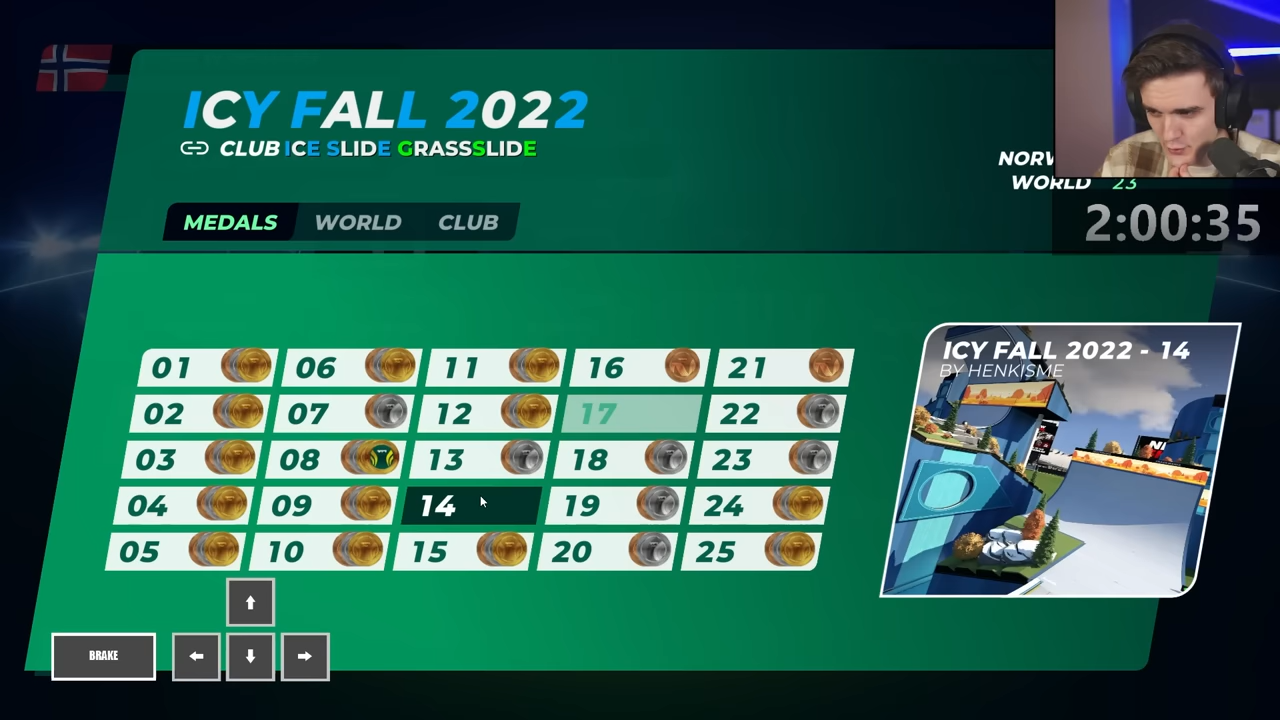 ICY FALL 2022
CLUB ICE SLIDE GRASSSLIDE
WORLD 23
2:00:35
MEDALS WORLD CLUB
01 06 11 16 21
02 07 12 17 22
03 08 13 18 23
04 09 14 19 24
05 10 15 20 25
ICY FALL 2022 - 14
BY HENKISME
BRAKE